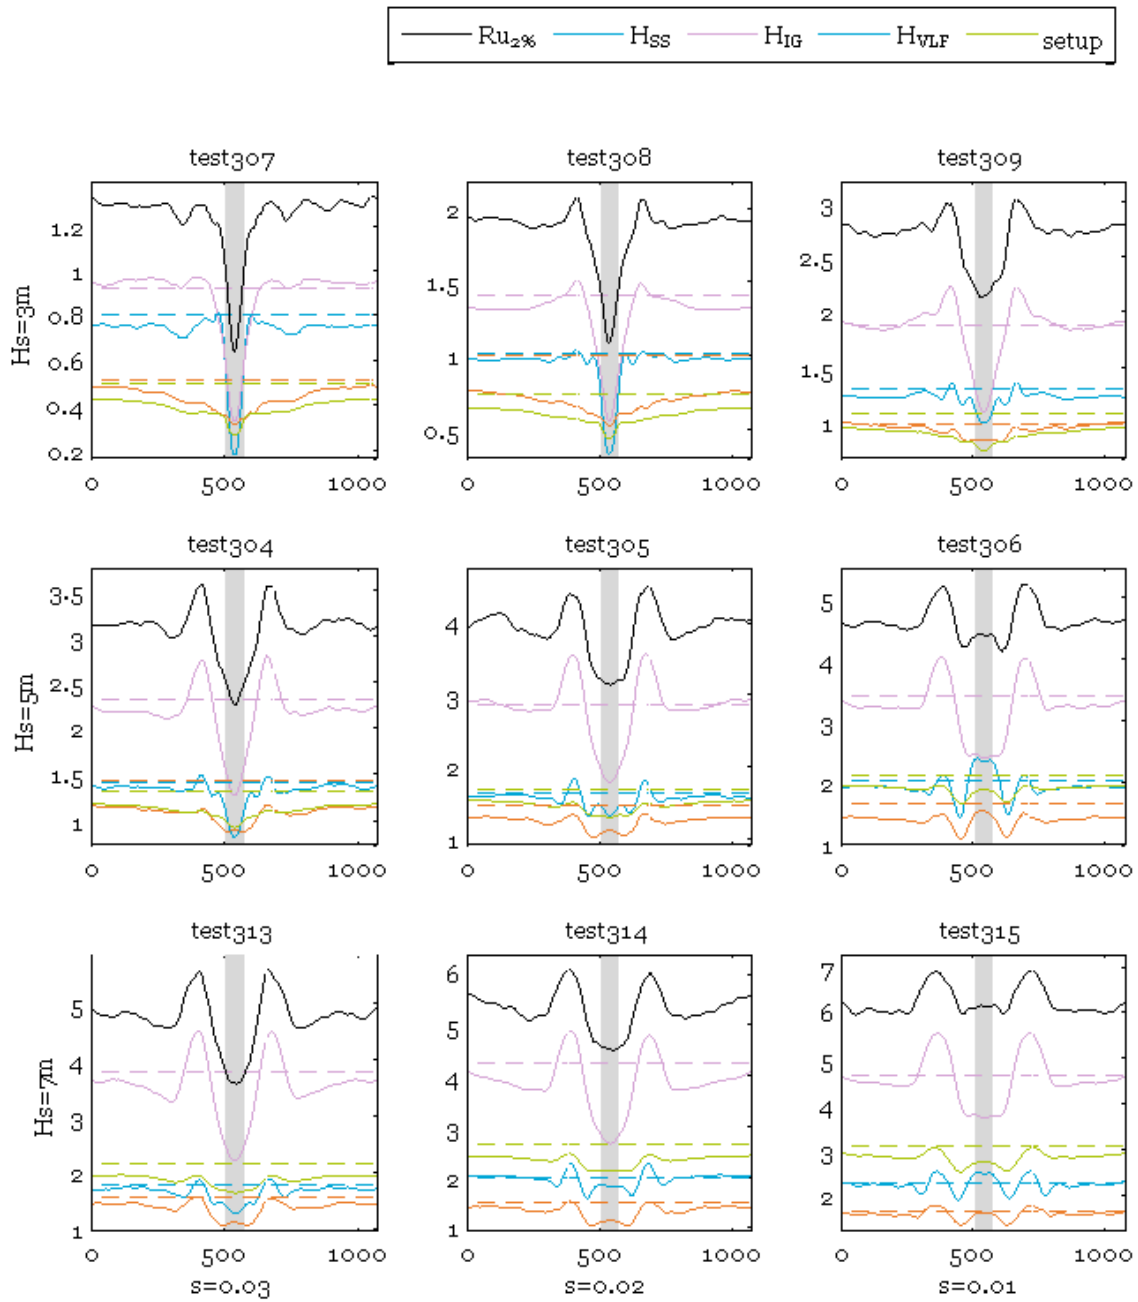 Ru2% HSS HIG HVLF setup
test307 test308 test309
Hs=3m
1.2
1
0.8
0.6
0.4
0.2
0 500 1000
2
1.5
1
0.5
0 500 1000
3
2.5
2
1.5
1
0 500 1000
test304 test305 test306
Hs=5m
3.5
3
2.5
2
1.5
1
0 500 1000
4
3
2
1
0 500 1000
5
4
3
2
1
0 500 1000
test313 test314 test315
Hs=7m
5
4
3
2
1
0 500 1000
s=0.03
6
5
4
3
2
1
0 500 1000
s=0.02
7
6
5
4
3
2
0 500 1000
s=0.01